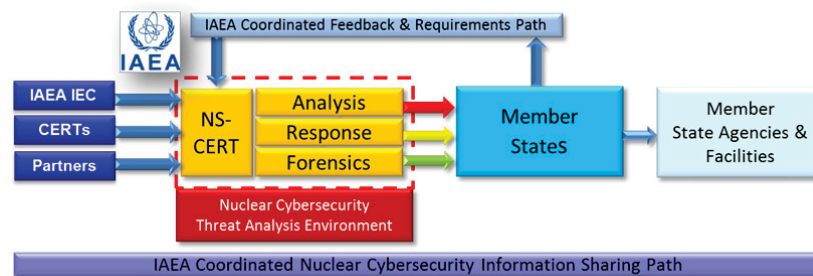 IAEA Coordinated Feedback & Requirements Path
IAEA
IAEA IEC
CERTs
Partners
NS-
CERT
Analysis
Response
Forensics
Member
States
Member
State Agencies &
Facilities
Nuclear Cybersecurity
Threat Analysis Environment
IAEA Coordinated Nuclear Cybersecurity Information Sharing Path